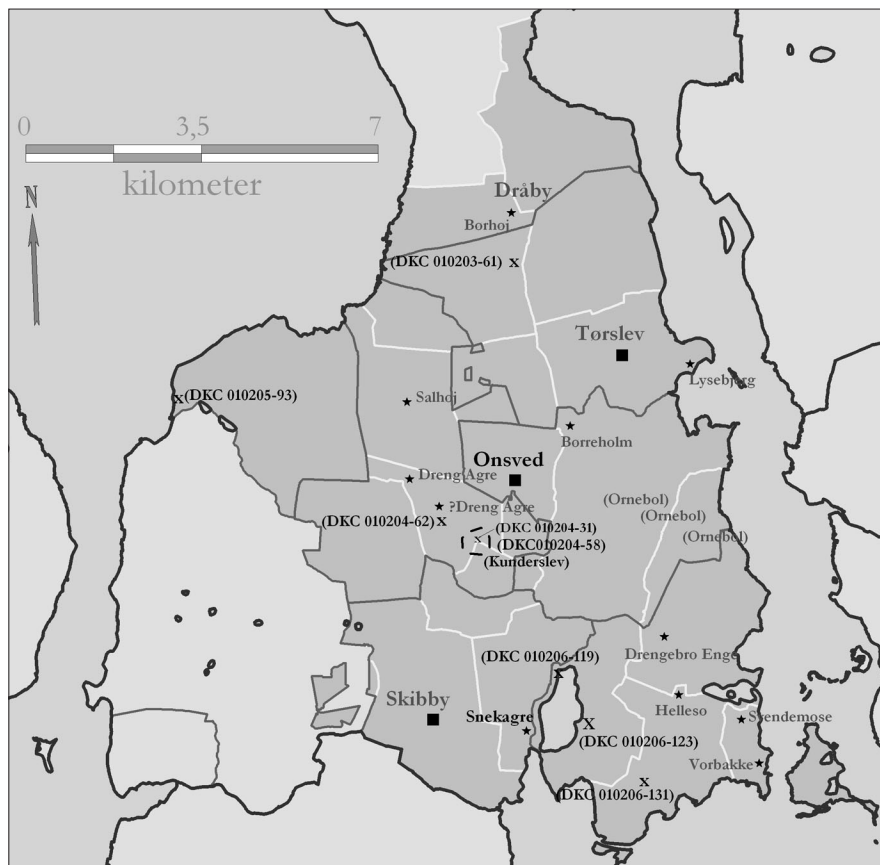 0 3,5 7
kilometer
N
Dråby
Borhoj
(DKC 010203-61) x
Tørslev
Lysebjerg
x (DKC 010205-93)
Salhoj
Borreholm
Onsved
Dreng Agre
?Dreng Agre
(Ornebol)
(Ornebol)
(Ornebol)
(DKC 010204-62) x
(DKC 010204-31)
x (DKC010204-58)
(Kunderslev)
Drengebro Enge
(DKC 010206-119)
x
Skibby
Helleso
Snekagre
Svendemose
x
(DKC 010206-123)
Vorbakke
x
(DKC 010206-131)